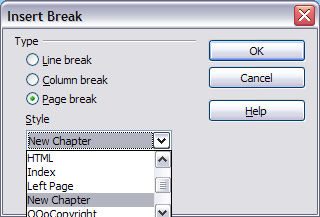 Insert Break
Type
Line break
Column break
Page break
Style
New Chapter
HTML
Index
Left Page
New Chapter
OOoCopyright
OK
Cancel
Help